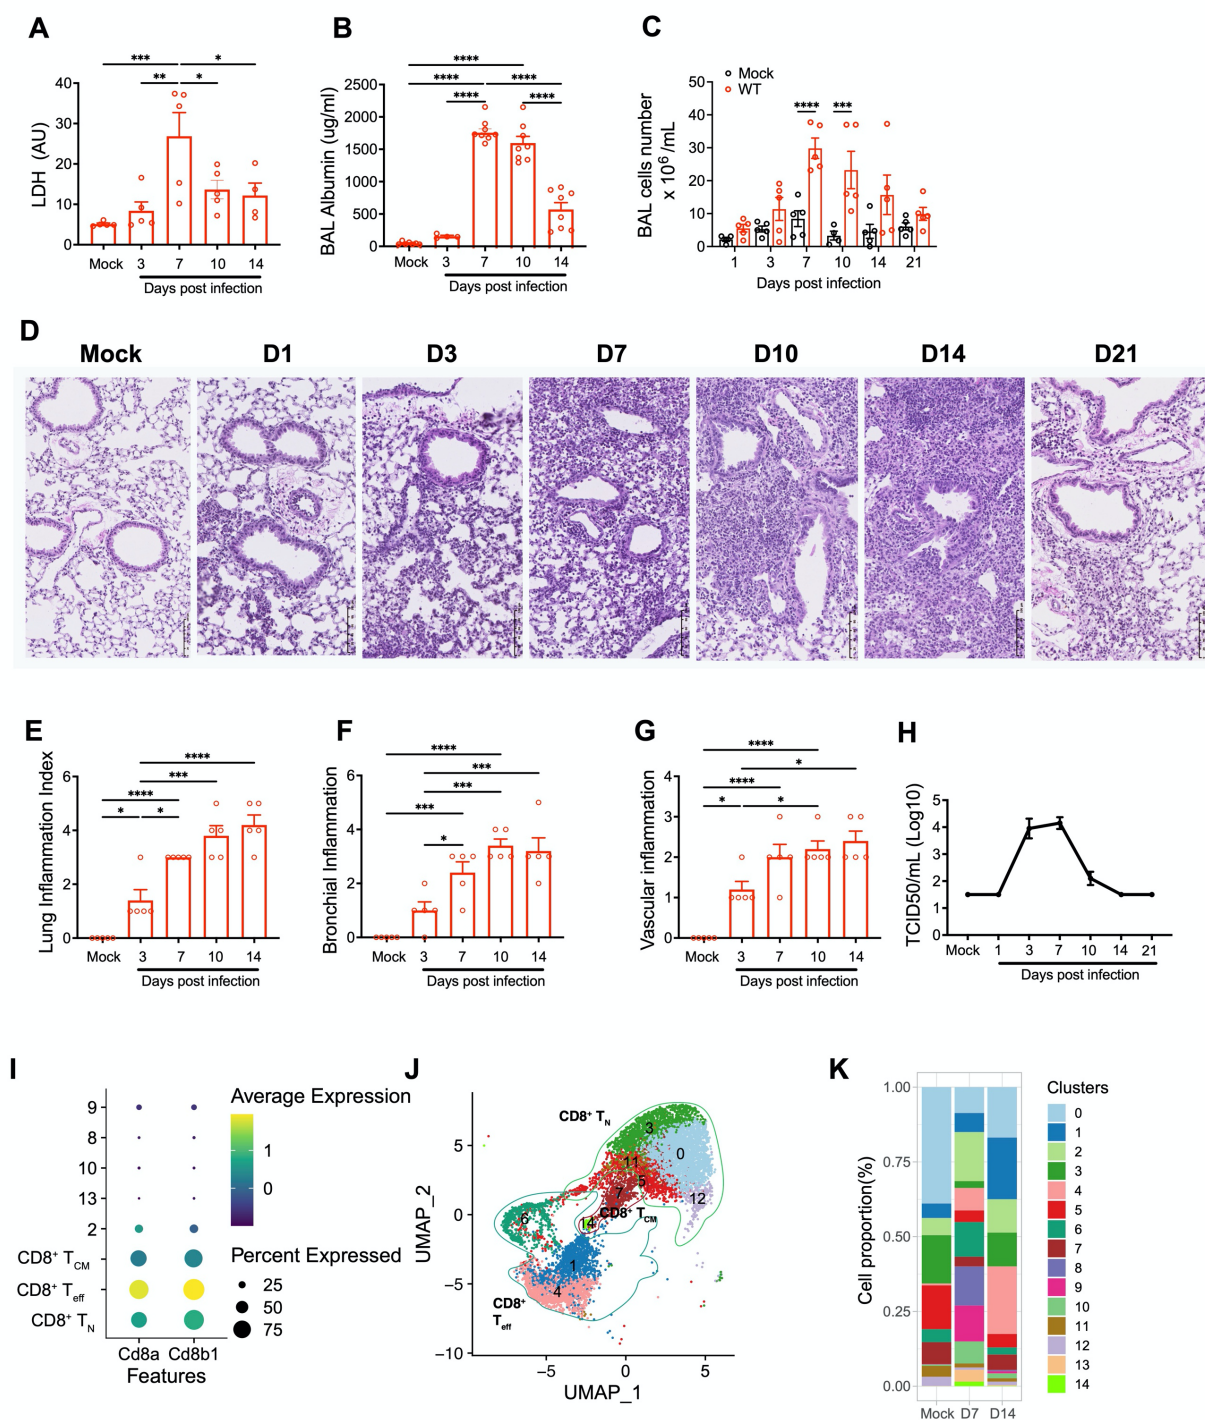 A
***
*
**
*
LDH (AU)
40
30
20
10
0
Mock
3
7
10
14
Days post infection
B
****
****
****
****
****
BAL Albumin (ug/ml)
2500
2000
1500
1000
500
0
Mock
3
7
10
14
Days post infection
C
Mock
WT
****
***
BAL cells number
x 10⁶ /mL
50
40
30
20
10
0
1
3
7
10
14
21
Days post infection
D
Mock
D1
D3
D7
D10
D14
D21
E
****
***
****
*
*
Lung Inflammation Index
6
4
2
0
Mock
3
7
10
14
Days post infection
F
****
***
***
***
*
Bronchial Inflammation
6
4
2
0
Mock
3
7
10
14
Days post infection
G
****
*
****
*
*
Vascular inflammation
4
3
2
1
0
Mock
3
7
10
14
Days post infection
H
TCID50/mL (Log10)
5
4
3
2
1
0
Mock
1
3
7
10
14
21
Days post infection
I
9
8
10
13
2
CD8⁺ T_CM
CD8⁺ T_eff
CD8⁺ T_N
Cd8a
Cd8b1
Features
Average Expression
1
0
Percent Expressed
25
50
75
J
UMAP_2
5
0
−5
−10
CD8⁺ T_N
3
0
11
5
7
12
CD8⁺ T_CM
6
14
1
4
CD8⁺
T_eff
−5
0
5
UMAP_1
K
Cell proportion(%)
1.00
0.75
0.50
0.25
0.00
Mock
D7
D14
Clusters
0
1
2
3
4
5
6
7
8
9
10
11
12
13
14